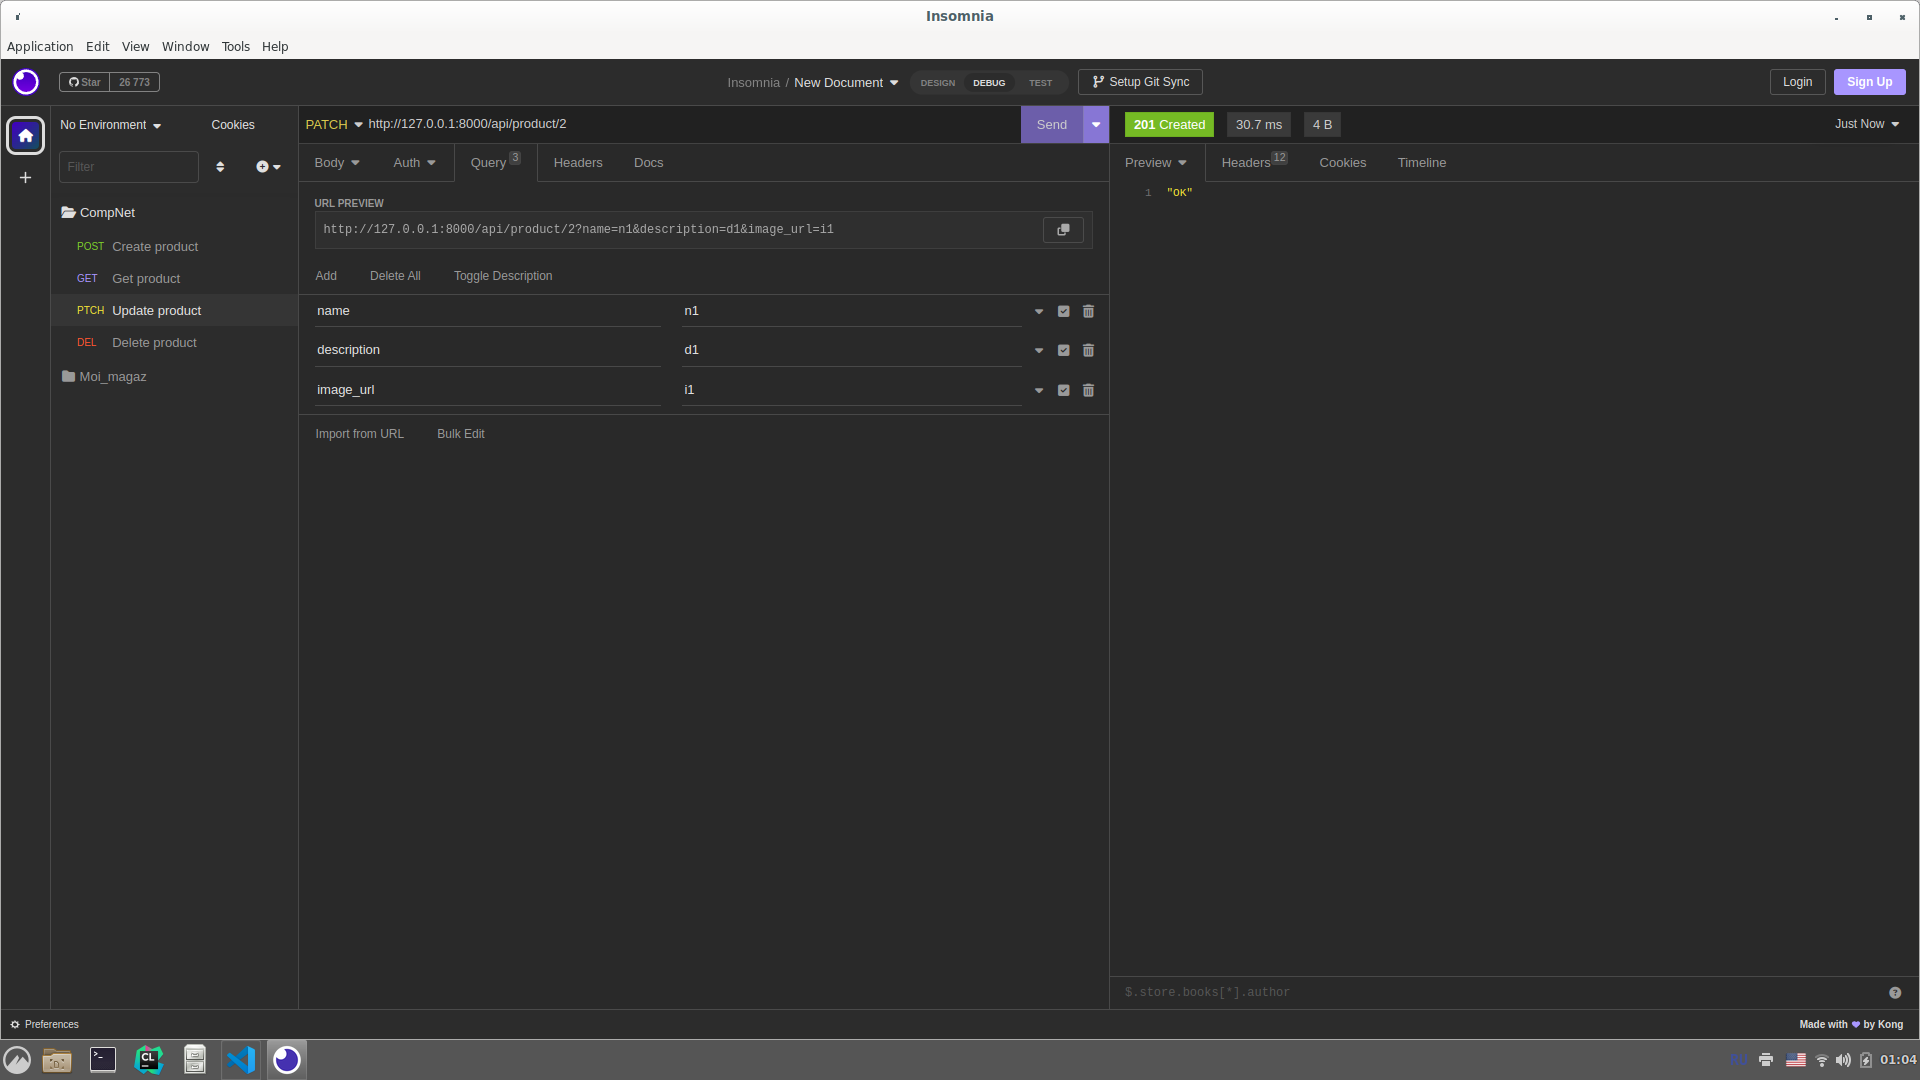 Insomnia
Application Edit View Window Tools Help
Star 26 773
Insomnia / New Document
DESIGN DEBUG TEST
Setup Git Sync
Login
Sign Up
No Environment
Cookies
Filter
CompNet
POST Create product
GET Get product
PTCH Update product
DEL Delete product
Moi_magaz
PATCH http://127.0.0.1:8000/api/product/2
Send
Body Auth Query 3 Headers Docs
URL PREVIEW
http://127.0.0.1:8000/api/product/2?name=n1&description=d1&image_url=i1
Add Delete All Toggle Description
name n1
description d1
image_url i1
Import from URL Bulk Edit
201 Created 30.7 ms 4 B
Just Now
Preview Headers 12 Cookies Timeline
1 "OK"
$.store.books[*].author
Preferences
Made with by Kong
CL
01:04